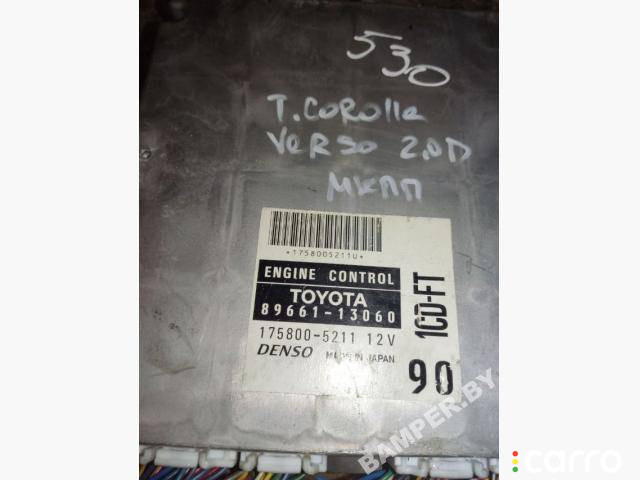 530
T. COROlla
VeRSO 2.0D
МКПП
*1758005211U*
ENGINE CONTROL
TOYOTA
89661-13060
175800-5211 12V
DENSO MADE IN JAPAN
1CD-FT
90
BAMPER.BY
carro